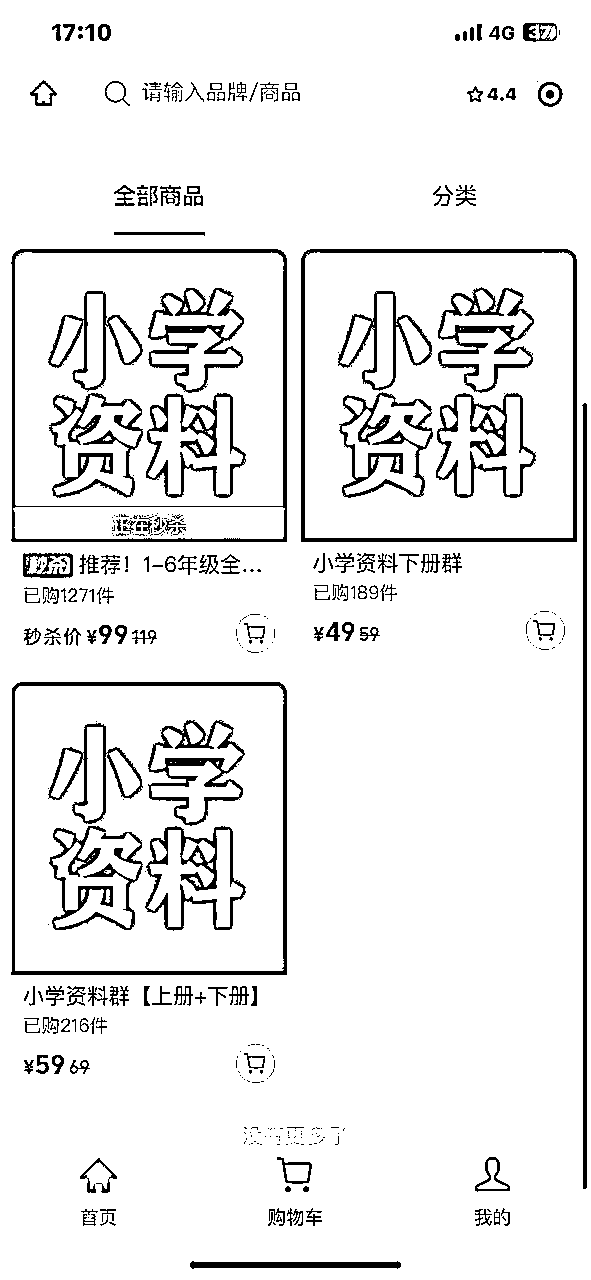 17:10 4G 37
请输入品牌/商品 4.4
全部商品 分类
小学
资料
正在秒杀
秒杀 推荐！1-6年级全...
已购1271件
秒杀价 ¥99 119
小学
资料
小学资料下册群
已购189件
¥49 59
小学
资料
小学资料群【上册+下册】
已购216件
¥59 69
没有更多了
首页 购物车 我的